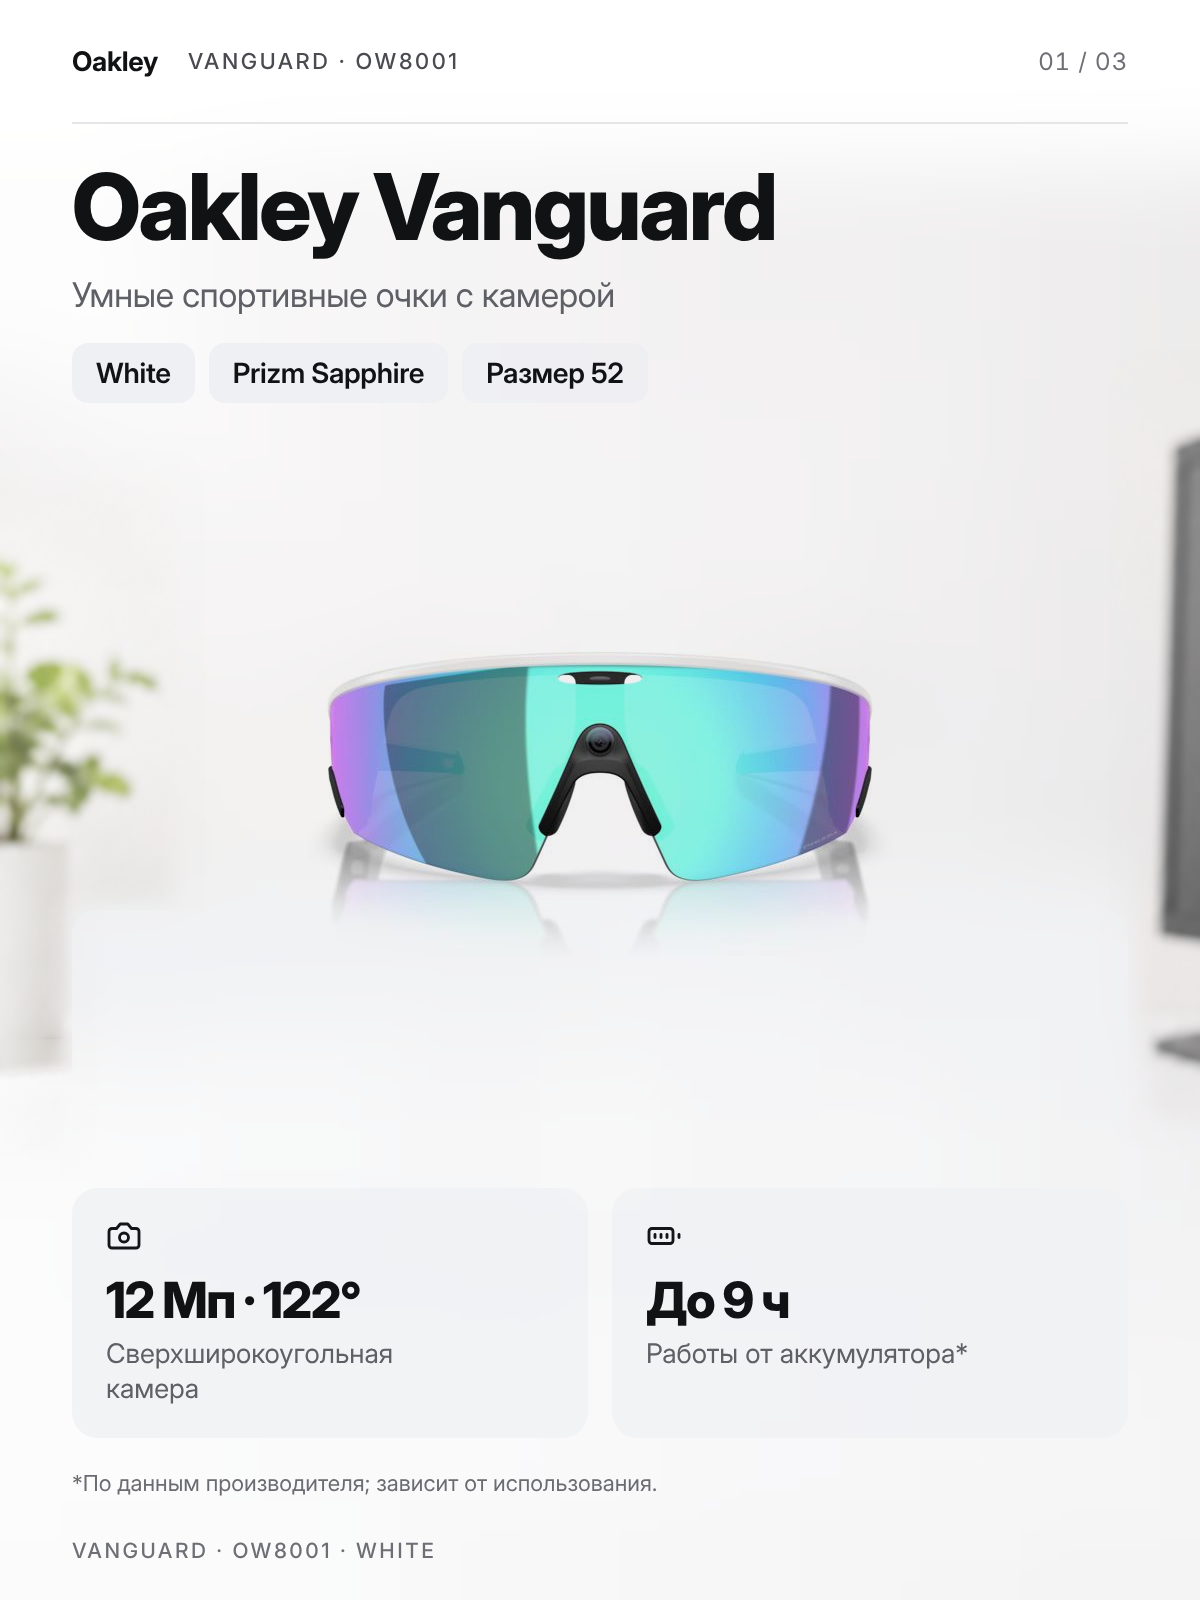 Oakley VANGUARD · OW8001 01 / 03
Oakley Vanguard
Умные спортивные очки с камерой
White Prizm Sapphire Размер 52
12 Мп · 122°
Сверхширокоугольная
камера
До 9 ч
Работы от аккумулятора*
*По данным производителя; зависит от использования.
VANGUARD · OW8001 · WHITE